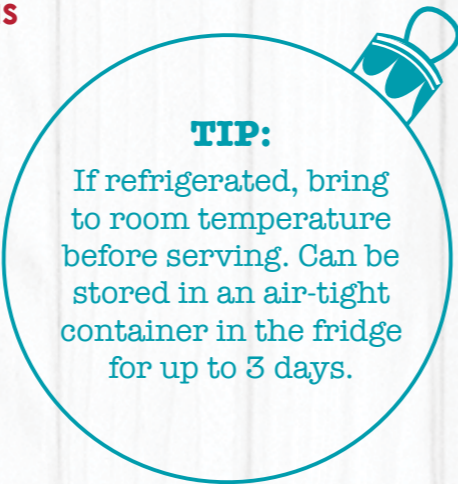 TIP:
If refrigerated, bring
to room temperature
before serving. Can be
stored in an air-tight
container in the fridge
for up to 3 days.